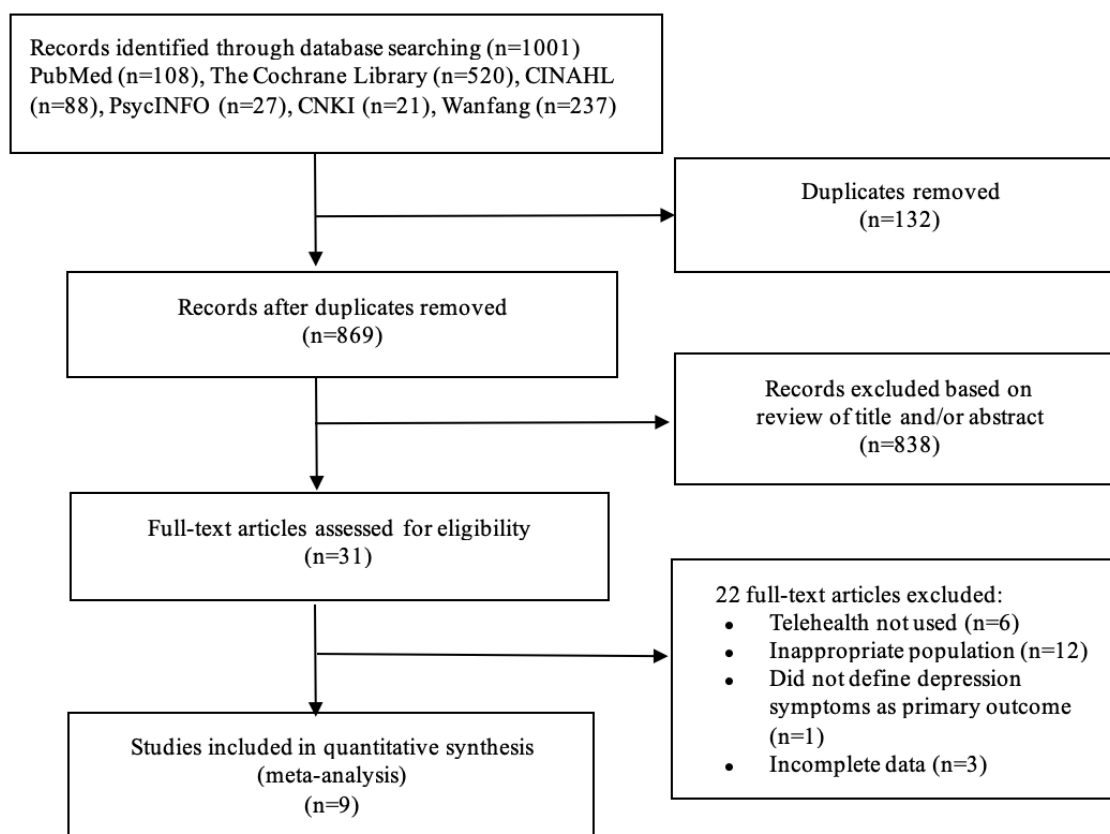 Records identified through database searching (n=1001)
PubMed (n=108), The Cochrane Library (n=520), CINAHL
(n=88), PsycINFO (n=27), CNKI (n=21), Wanfang (n=237)
Duplicates removed
(n=132)
Records after duplicates removed
(n=869)
Records excluded based on
review of title and/or abstract
(n=838)
Full-text articles assessed for eligibility
(n=31)
22 full-text articles excluded:
• Telehealth not used (n=6)
• Inappropriate population (n=12)
• Did not define depression
symptoms as primary outcome
(n=1)
• Incomplete data (n=3)
Studies included in quantitative synthesis
(meta-analysis)
(n=9)